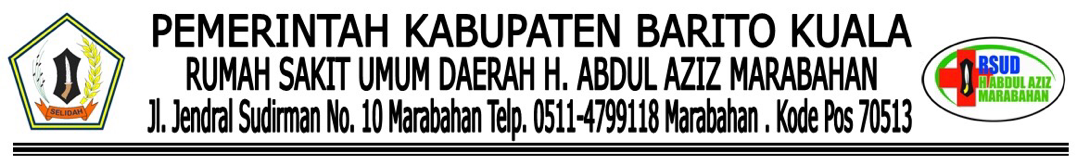 PEMERINTAH KABUPATEN BARITO KUALA
RUMAH SAKIT UMUM DAERAH H. ABDUL AZIZ MARABAHAN
Jl. Jendral Sudirman No. 10 Marabahan Telp. 0511-4799118 Marabahan . Kode Pos 70513
SELIDAH
RSUD
H ABDUL AZIZ
MARABAHAN